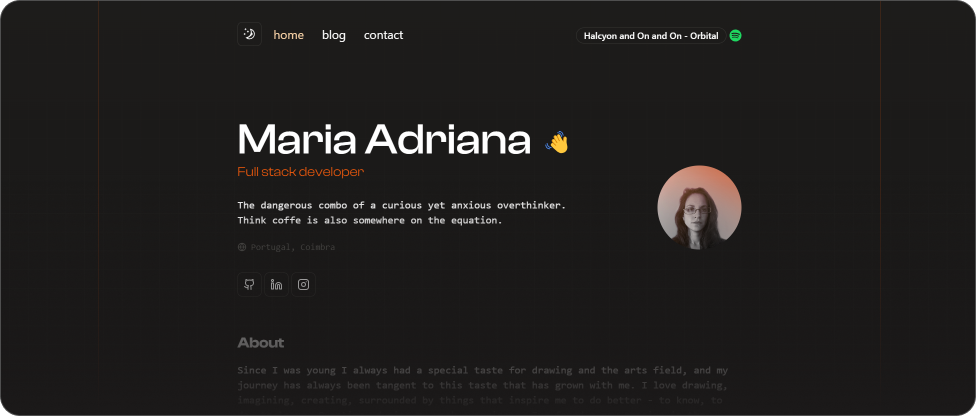 home blog contact Halcyon and On and On - Orbital
Maria Adriana
Full stack developer
The dangerous combo of a curious yet anxious overthinker.
Think coffe is also somewhere on the equation.
Portugal, Coimbra
in
About
Since I was young I always had a special taste for drawing and the arts field, and my
journey has always been tangent to this taste that has grown with me. I love drawing,
imagining, creating, surrounded by things that inspire me to do better - to know, to